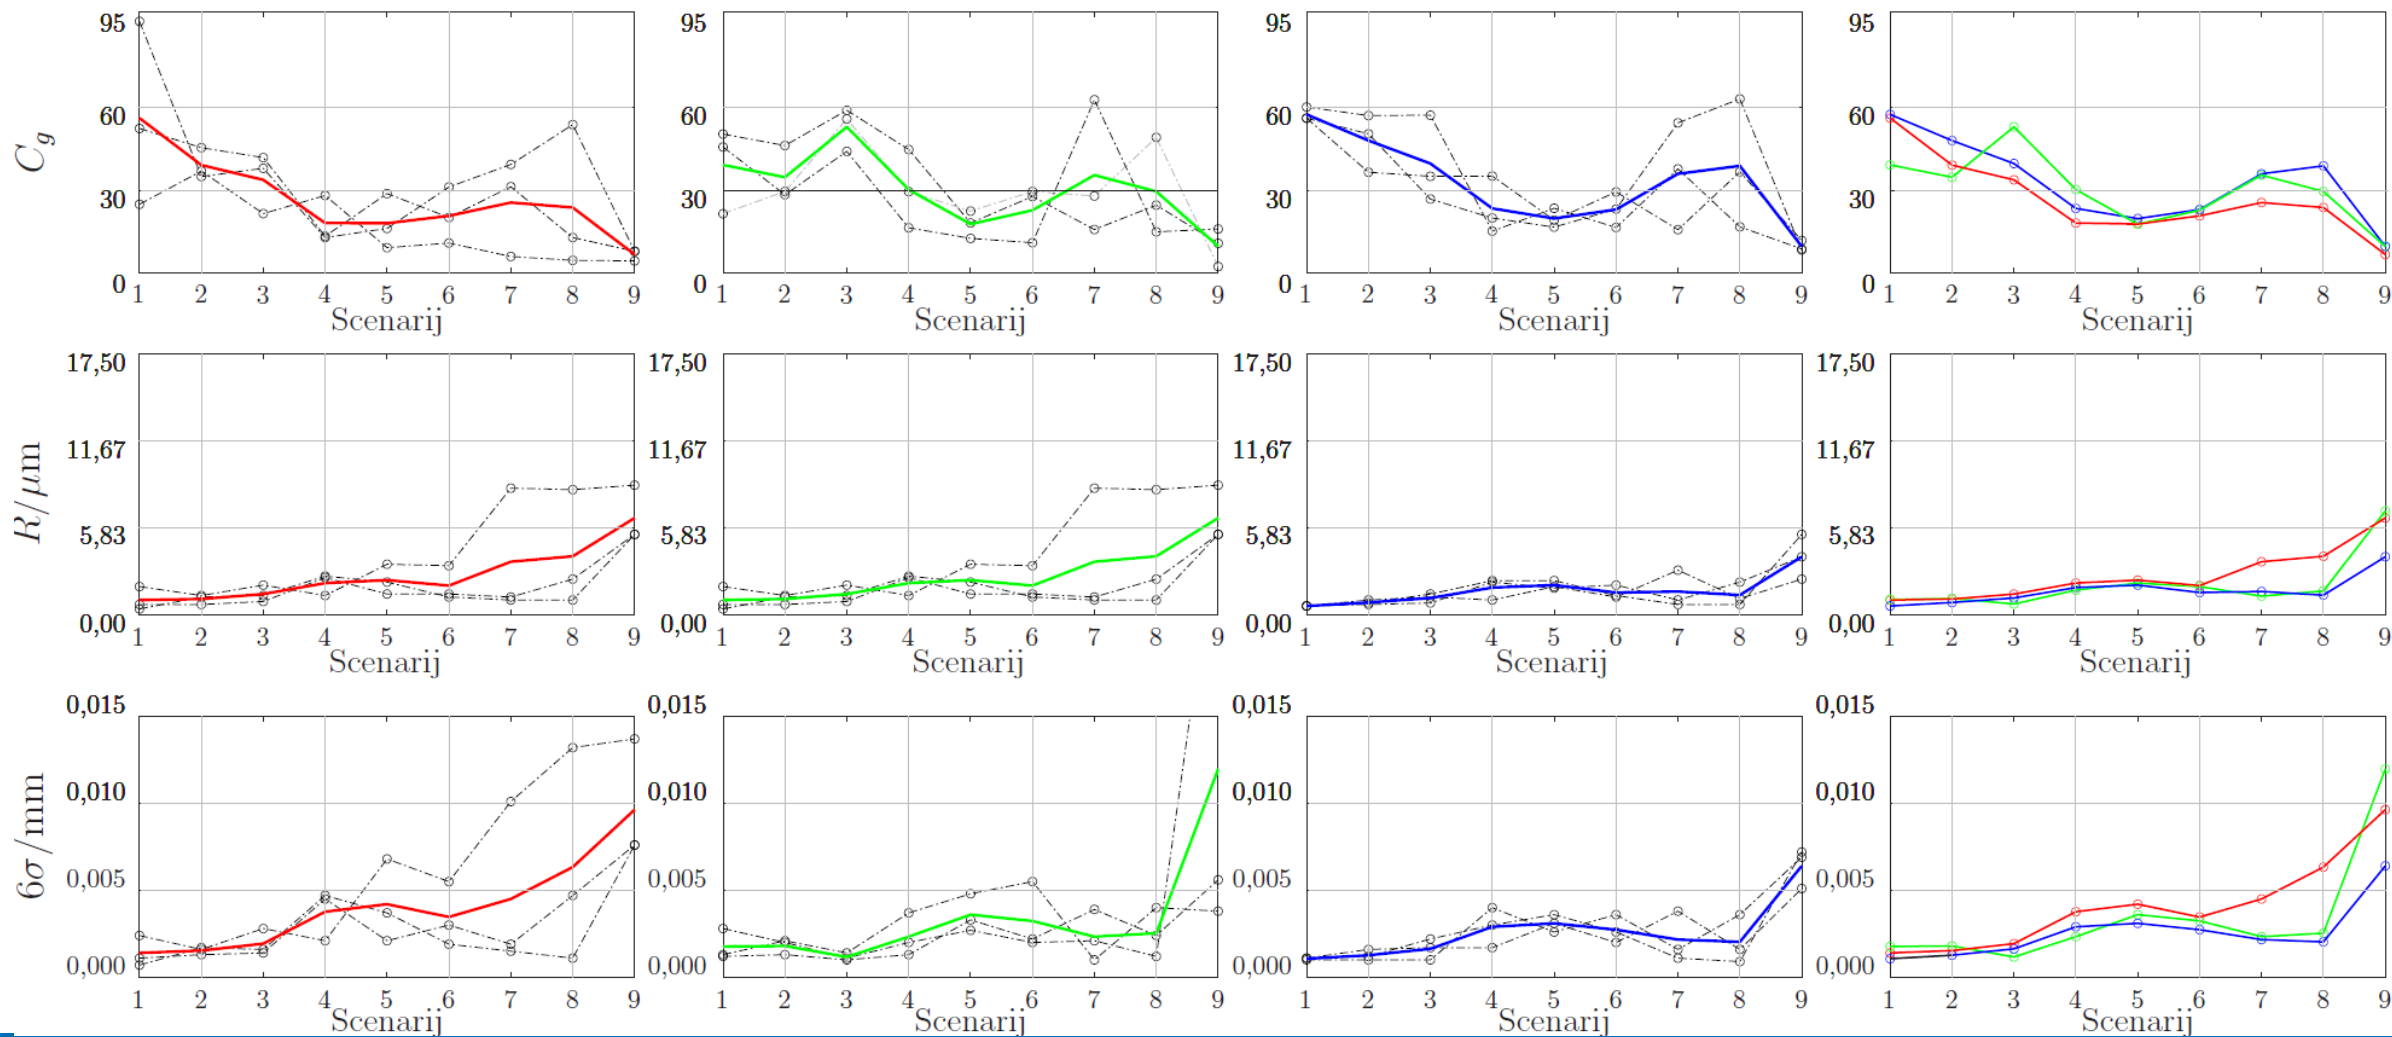 95 95 95 95
60 60 60 60
C_g
30 30 30 30
0 0 0 0
1 2 3 4 5 6 7 8 9 1 2 3 4 5 6 7 8 9 1 2 3 4 5 6 7 8 9 1 2 3 4 5 6 7 8 9
Scenarij Scenarij Scenarij Scenarij
17,50 17,50 17,50 17,50
11,67 11,67 11,67 11,67
R/μm
5,83 5,83 5,83 5,83
0,00 0,00 0,00 0,00
1 2 3 4 5 6 7 8 9 1 2 3 4 5 6 7 8 9 1 2 3 4 5 6 7 8 9 1 2 3 4 5 6 7 8 9
Scenarij Scenarij Scenarij Scenarij
0,015 0,015 0,015 0,015
0,010 0,010 0,010 0,010
6σ/mm
0,005 0,005 0,005 0,005
0,000 0,000 0,000 0,000
1 2 3 4 5 6 7 8 9 1 2 3 4 5 6 7 8 9 1 2 3 4 5 6 7 8 9 1 2 3 4 5 6 7 8 9
Scenarij Scenarij Scenarij Scenarij